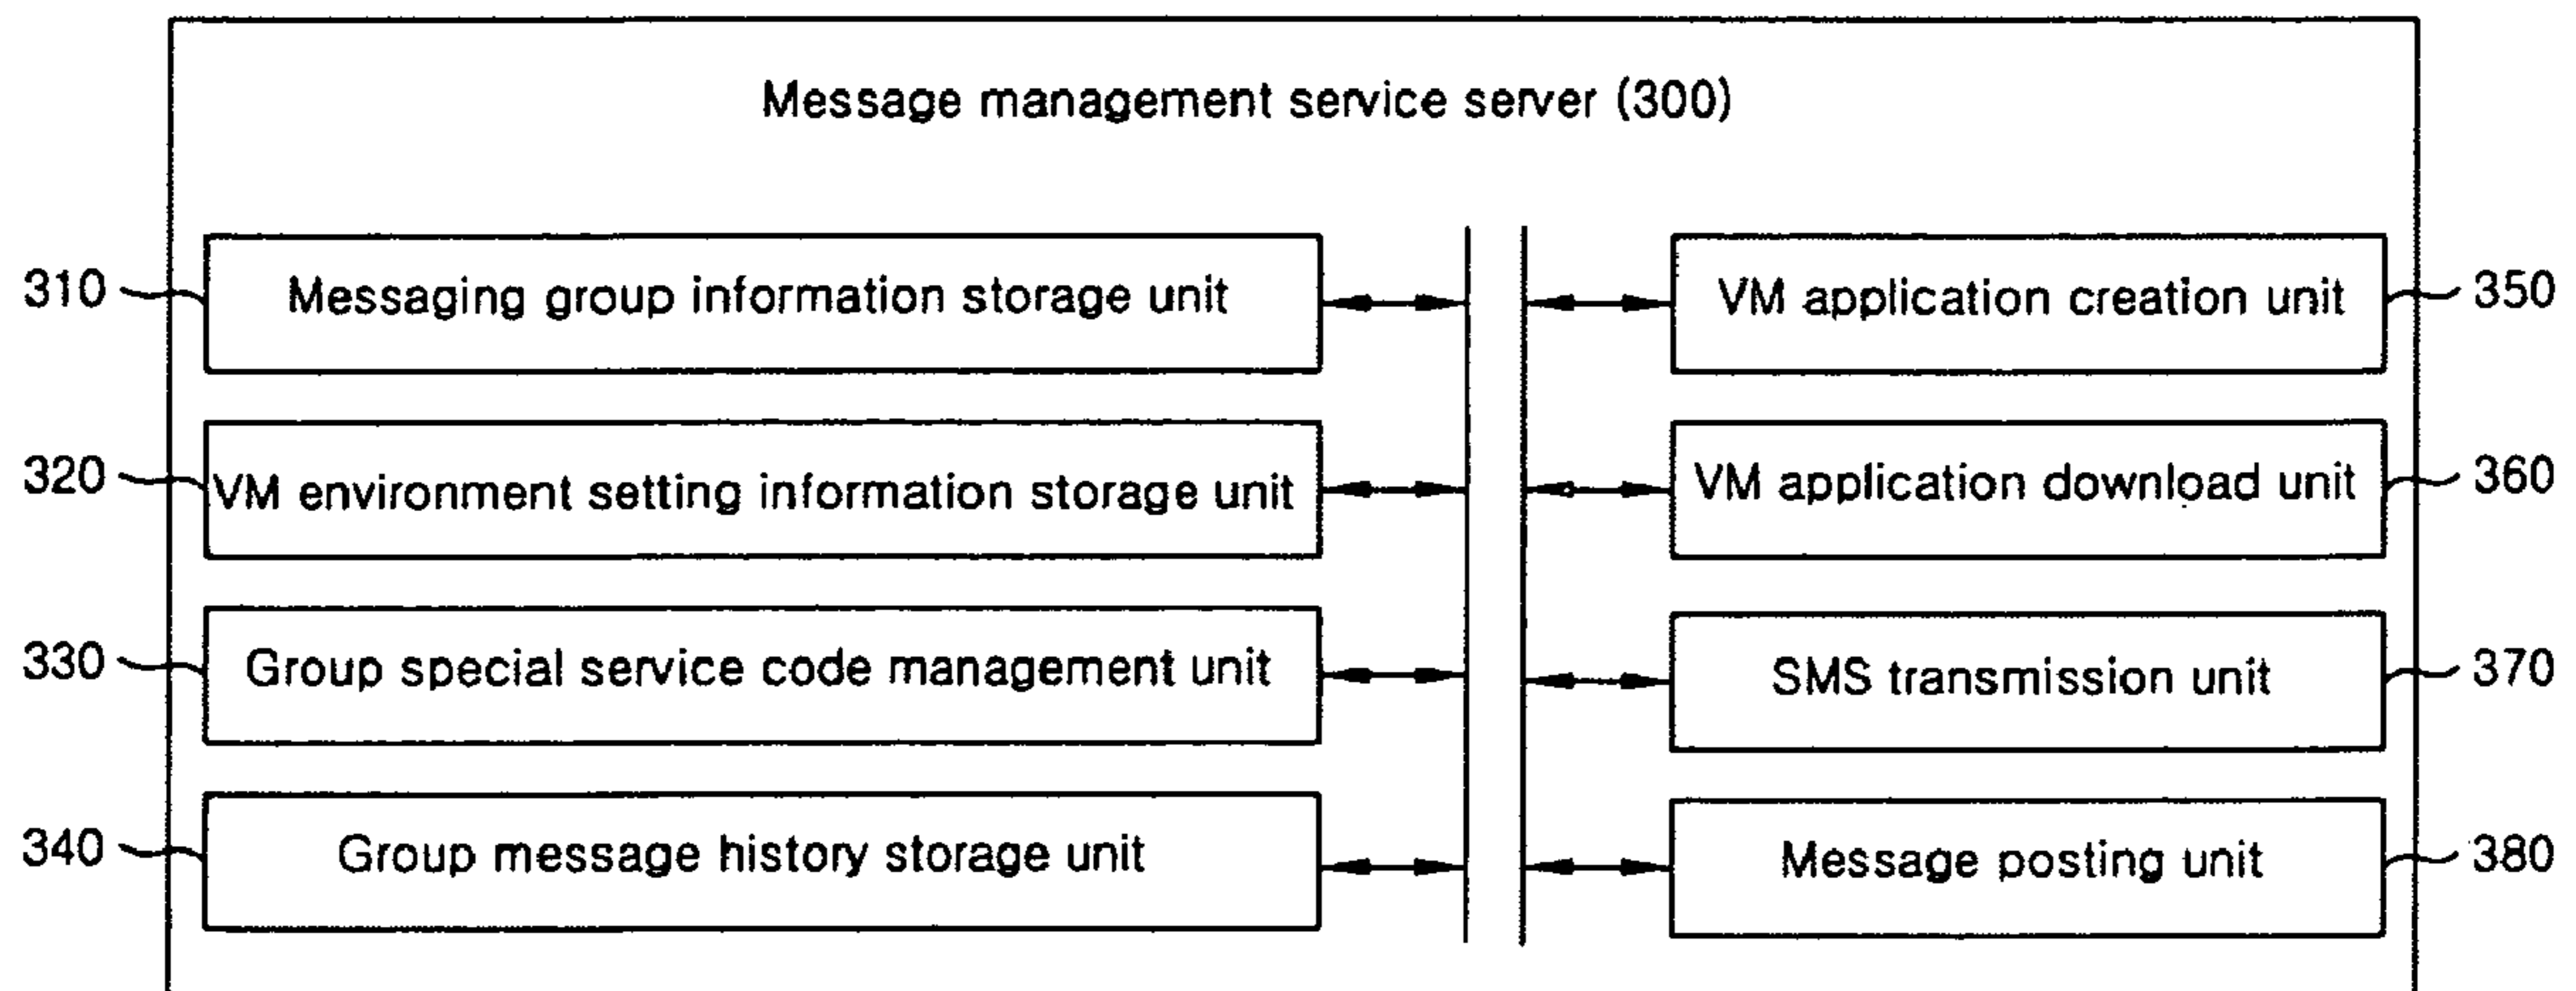 Message management service server (300)
310 Messaging group information storage unit
VM application creation unit 350
320 VM environment setting information storage unit
VM application download unit 360
330 Group special service code management unit
SMS transmission unit 370
340 Group message history storage unit
Message posting unit 380